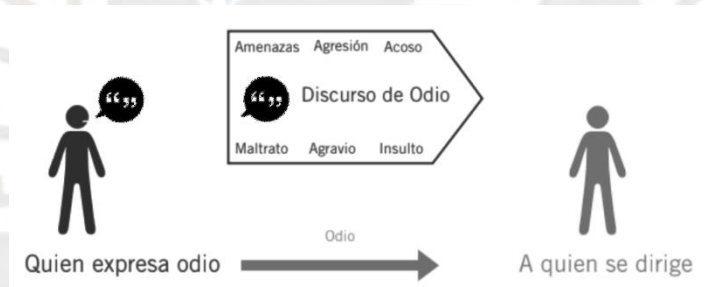 Amenazas Agresión Acoso
Discurso de Odio
Maltrato Agravio Insulto
Odio
Quien expresa odio
A quien se dirige